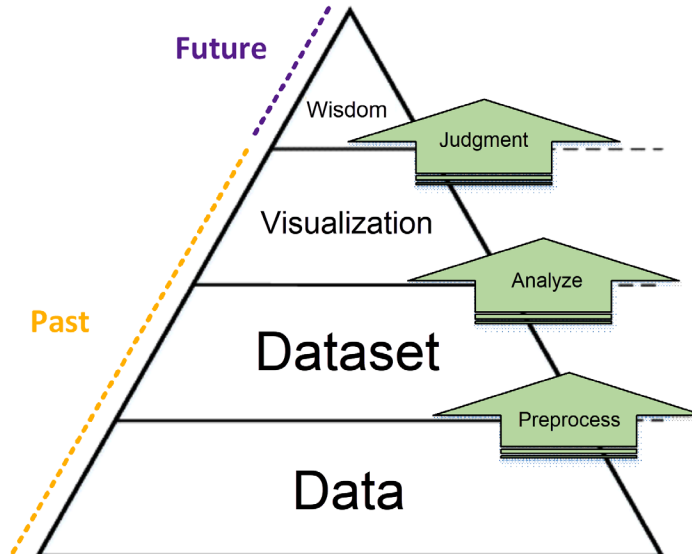 Future
Wisdom
Judgment
Visualization
Analyze
Past
Dataset
Preprocess
Data